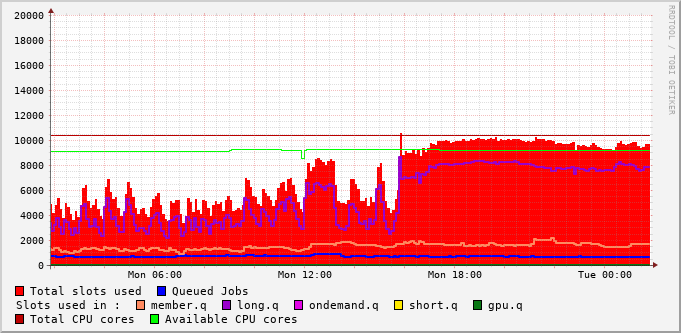 20000
18000
16000
14000
12000
10000
8000
6000
4000
2000
0
Mon 06:00 Mon 12:00 Mon 18:00 Tue 00:00
RRDTOOL / TOBI OETIKER
Total slots used Queued Jobs
Slots used in : member.q long.q ondemand.q short.q gpu.q
Total CPU cores Available CPU cores